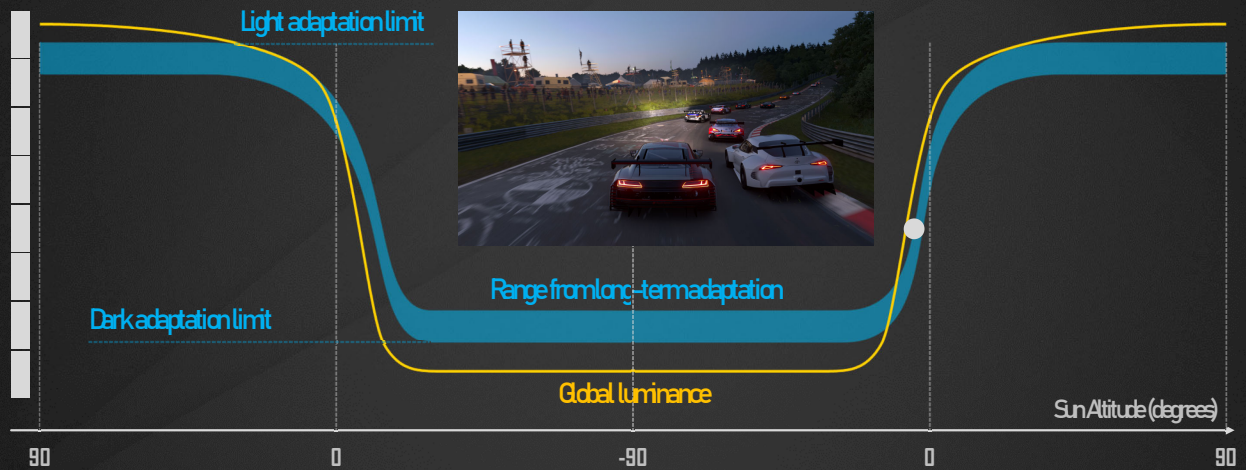 Light adaptation limit
Range from long-term adaptation
Dark adaptation limit
Global luminance
Sun Altitude (degrees)
90 0 -90 0 90